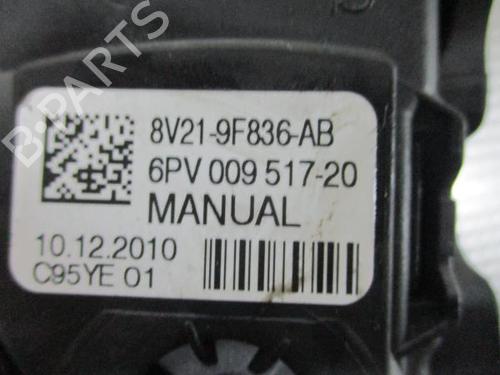 B-PARTS
8V21-9F836-AB
6PV 009 517-20
MANUAL
10.12.2010
C95YE 01